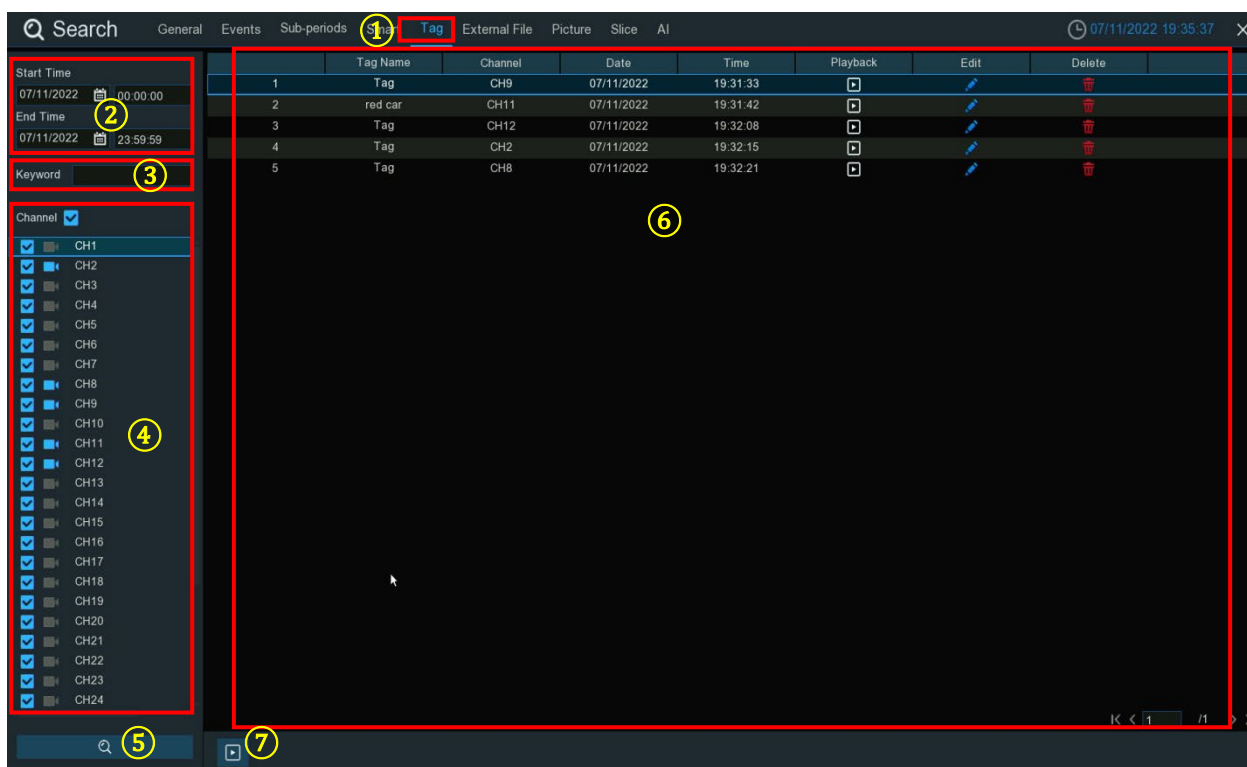 Search General Events Sub-periods ① Smart Tag External File Picture Slice AI 07/11/2022 19:35:37
Start Time
07/11/2022 00:00:00
②
End Time
07/11/2022 23:59:59
Keyword ③
Channel
CH1
CH2
CH3
CH4
CH5
CH6
CH7
CH8
CH9
CH10
④
CH11
CH12
CH13
CH14
CH15
CH16
CH17
CH18
CH19
CH20
CH21
CH22
CH23
CH24
⑤
Tag Name Channel Date Time Playback Edit Delete
1 Tag CH9 07/11/2022 19:31:33
2 red car CH11 07/11/2022 19:31:42
3 Tag CH12 07/11/2022 19:32:08
4 Tag CH2 07/11/2022 19:32:15
5 Tag CH8 07/11/2022 19:32:21
⑥
1 /1
⑦